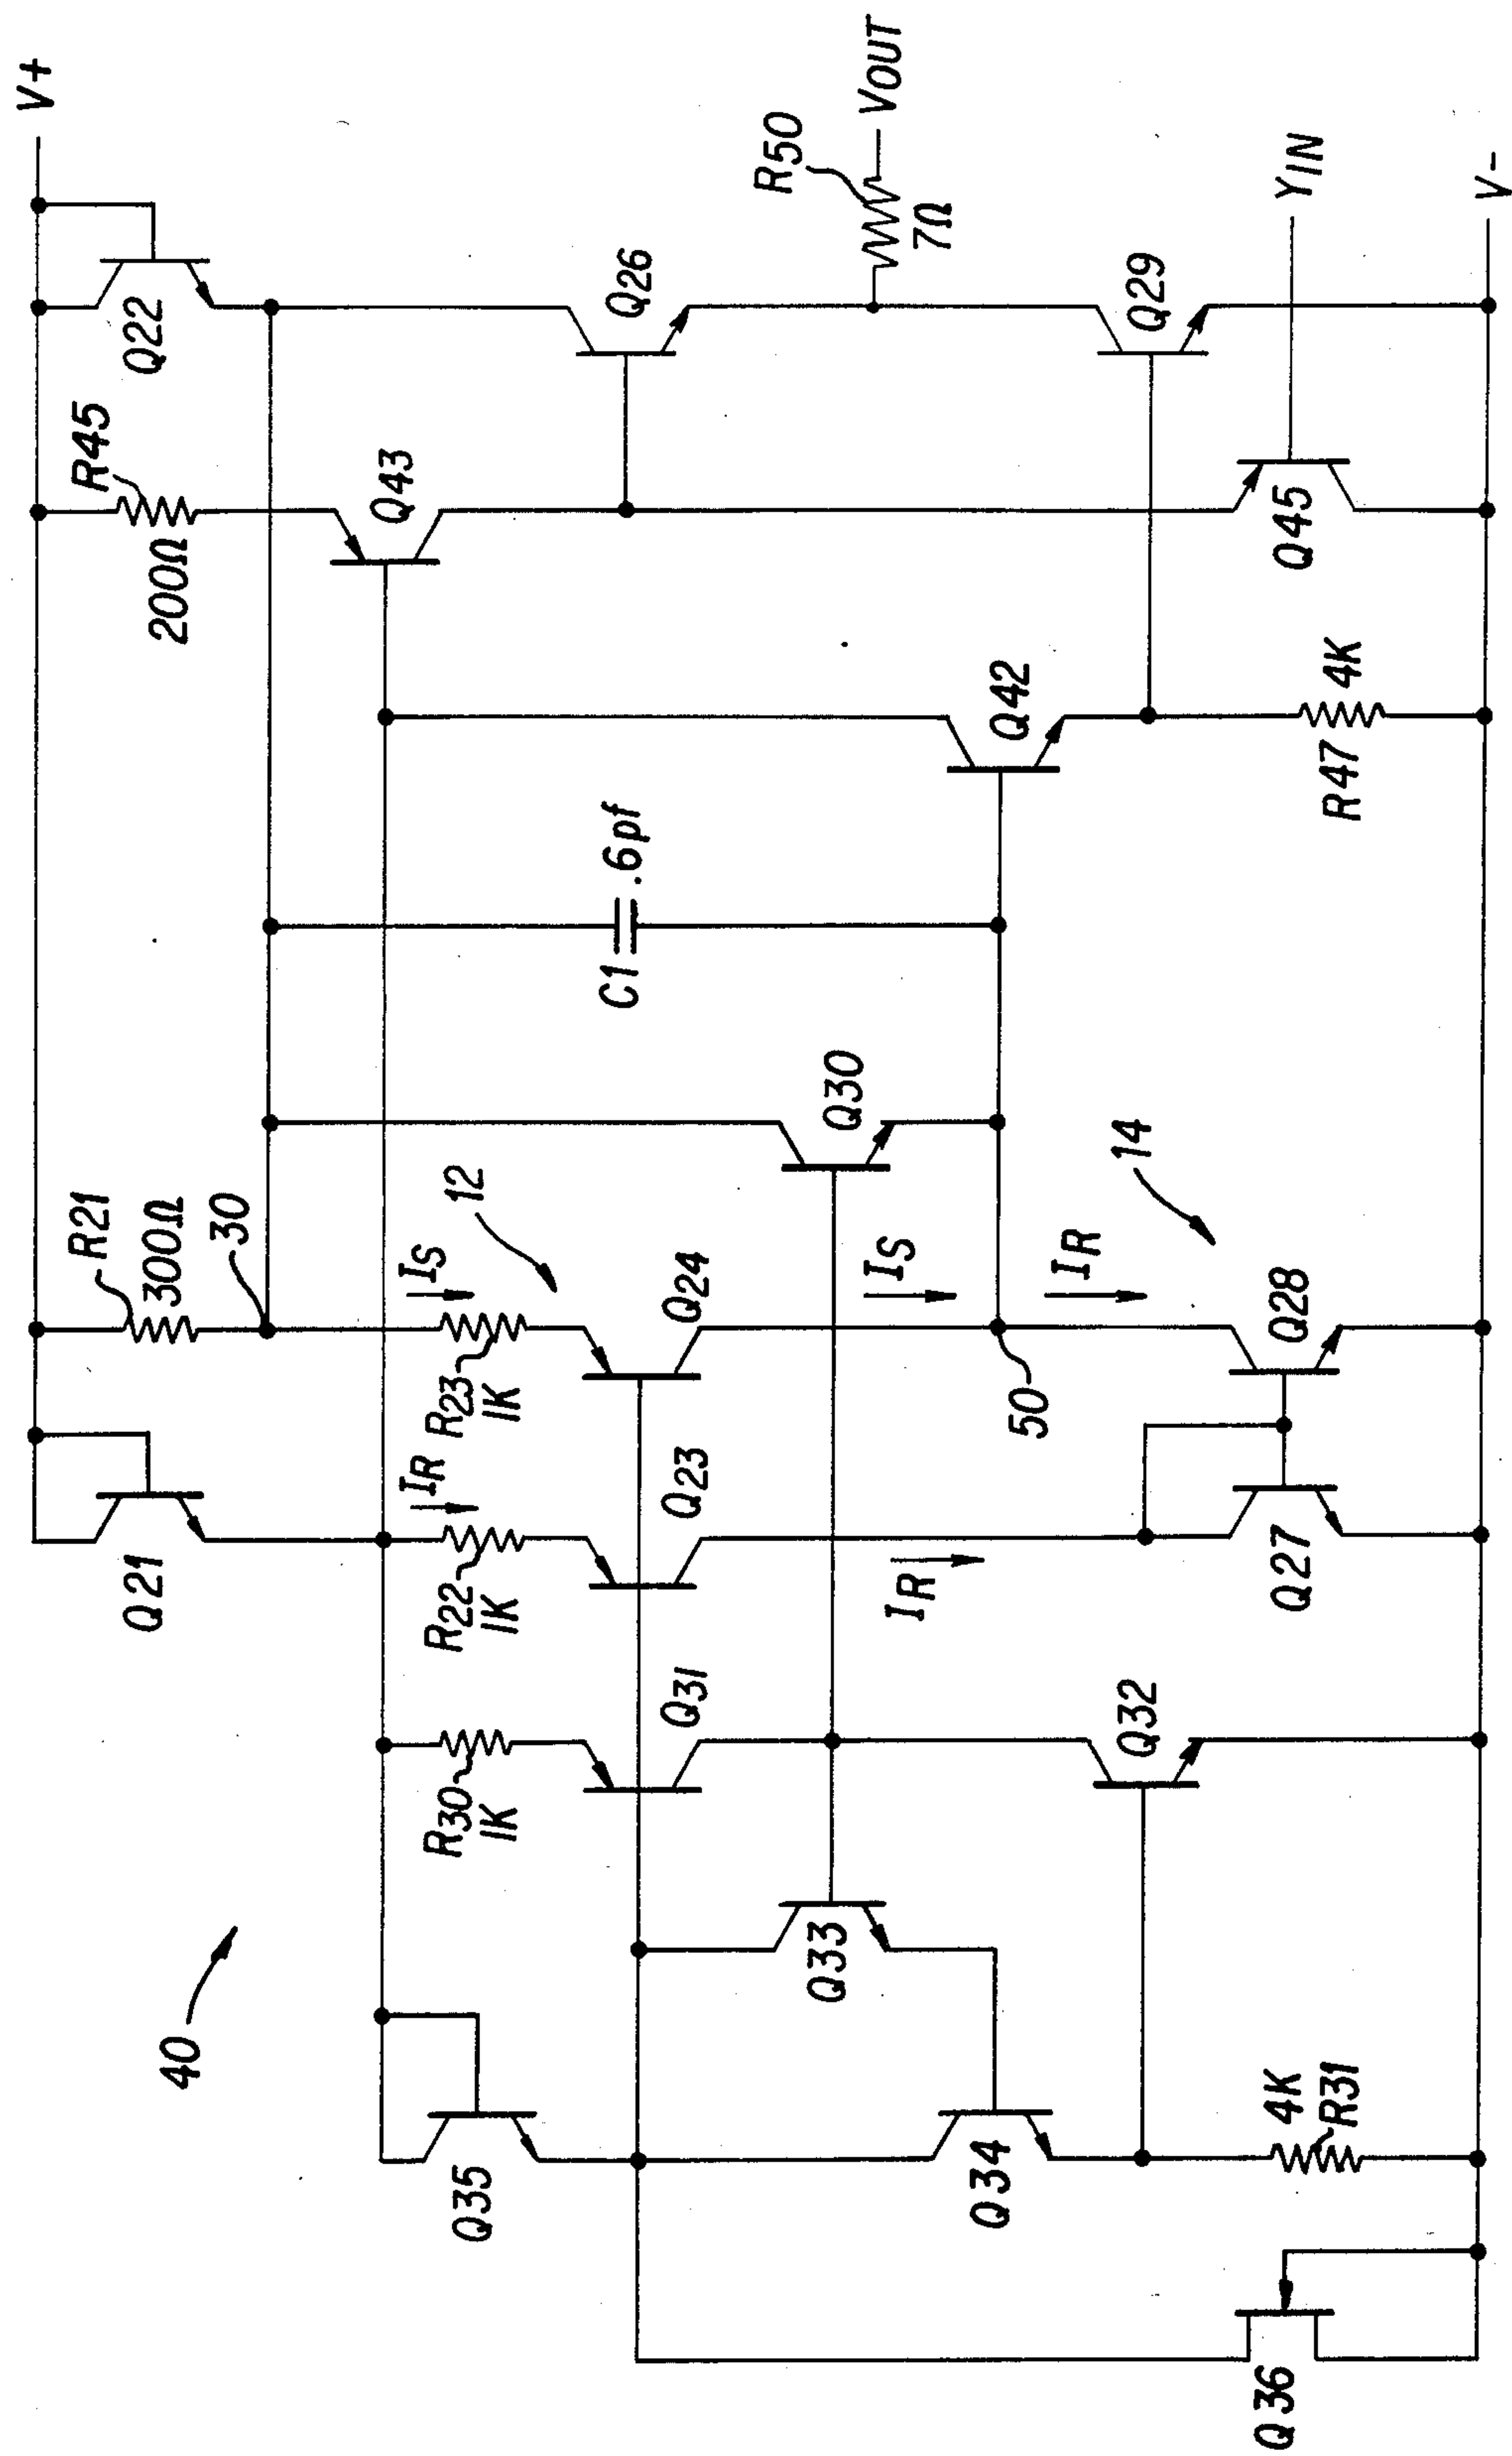 V+
Q22
R45
200Ω
Q43
Q26
R50
7Ω
VOUT
Q29
YIN
Q45
V-
Q42
R47
4K
C1
.6pf
Q30
R21
300Ω
30
IS
12
R23
1K
Q24
IS
IR
14
50
Q28
Q21
IR
R22
1K
Q23
IR
Q27
R30
1K
Q31
Q32
40
Q33
Q35
Q34
4K
R31
Q36